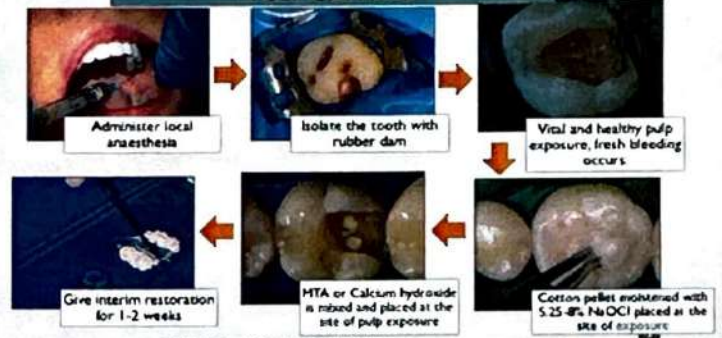 Administer local
anaesthesia
Isolate the tooth with
rubber dam
Vital and healthy pulp
exposure, fresh bleeding
occurs
Cotton pellet moistened with
5.25-8% NaOCl placed at the
site of exposure
MTA or Calcium hydroxide
is mixed and placed at the
site of pulp exposure
Give interim restoration
for 1-2 weeks